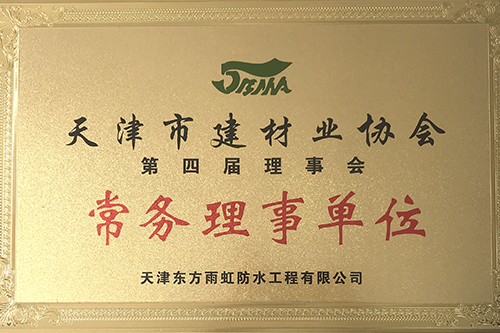 天津市建材业协会
第四届理事会
常务理事单位
天津东方雨虹防水工程有限公司